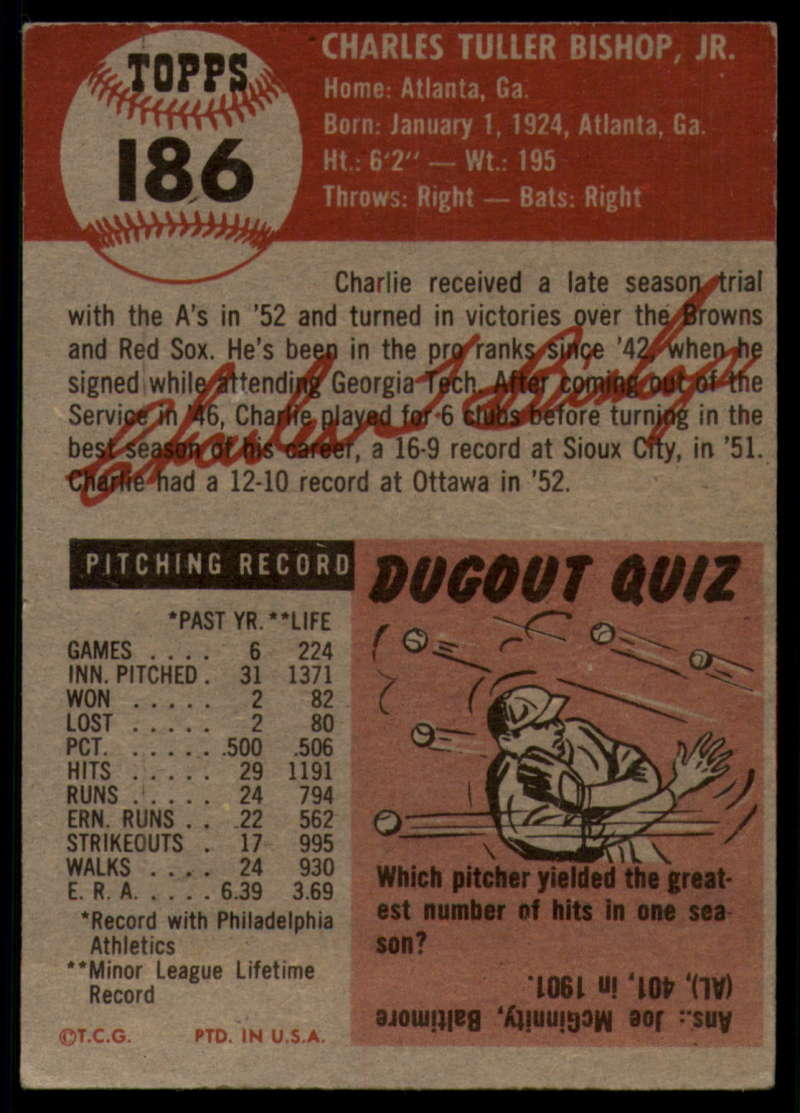 TOPPS
186
CHARLES TULLER BISHOP, JR.
Home: Atlanta, Ga.
Born: January 1, 1924, Atlanta, Ga.
Ht.: 6'2" — Wt.: 195
Throws: Right — Bats: Right
Charlie received a late season trial
with the A's in '52 and turned in victories over the Browns
and Red Sox. He's been in the pro ranks since '42, when he
signed while attending Georgia Tech. After coming out of the
Service in '46, Charlie played for 6 clubs before turning in the
best season of his career, a 16-9 record at Sioux City, in '51.
Charlie had a 12-10 record at Ottawa in '52.
Charles T Bishop
PITCHING RECORD
*PAST YR. **LIFE
GAMES . . . . 6 224
INN. PITCHED . 31 1371
WON . . . . . 2 82
LOST . . . . . 2 80
PCT. . . . . . .500 .506
HITS . . . . . 29 1191
RUNS . . . . . 24 794
ERN. RUNS . . 22 562
STRIKEOUTS . 17 995
WALKS . . . . 24 930
E. R. A. . . . . 6.39 3.69
*Record with Philadelphia
Athletics
**Minor League Lifetime
Record
©T.C.G. PTD. IN U.S.A.
DUGOUT QUIZ
Which pitcher yielded the great-
est number of hits in one sea-
son?
Ans.: Joe McGinnity, Baltimore
(AL), 401, in 1901.